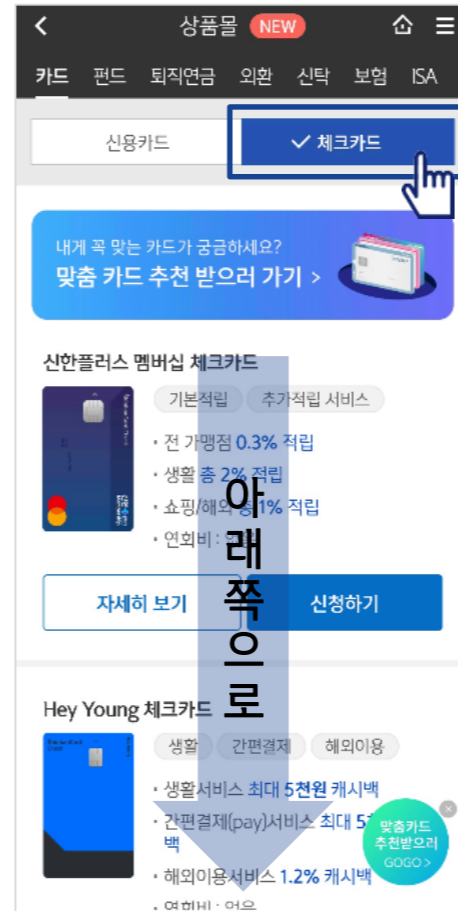 상품몰 NEW
카드 펀드 퇴직연금 외환 신탁 보험 ISA
신용카드 체크카드
내게 꼭 맞는 카드가 궁금하세요?
맞춤 카드 추천 받으러 가기 >
신한플러스 멤버십 체크카드
기본적립 추가적립 서비스
· 전 가맹점 0.3% 적립
· 생활 총 2% 적립
· 쇼핑/해외 총 1% 적립
· 연회비 :
자세히 보기 신청하기
아래쪽으로
Hey Young 체크카드
생활 간편결제 해외이용
· 생활서비스 최대 5천원 캐시백
· 간편결제(pay)서비스 최대
백
· 해외이용서비스 1.2% 캐시백
· 연회비 : 없음
맞춤카드
추천받으러
GOGO >